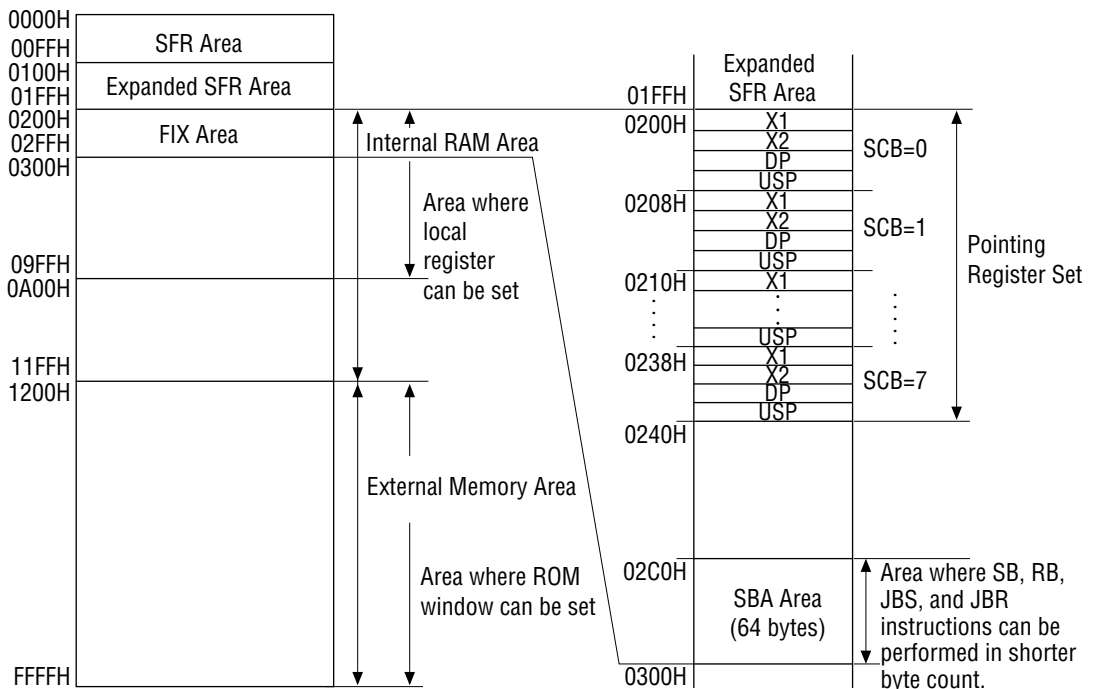 0000H
00FFH
0100H
01FFH
0200H
02FFH
0300H
09FFH
0A00H
11FFH
1200H
FFFFH
SFR Area
Expanded SFR Area
FIX Area
Internal RAM Area
Area where
local
register
can be set
External Memory Area
Area where ROM
window can be set
01FFH
0200H
0208H
0210H
0238H
0240H
02C0H
0300H
Expanded
SFR Area
X1
X2
DP
USP
X1
X2
DP
USP
X1
USP
X1
X2
DP
USP
SBA Area
(64 bytes)
SCB=0
SCB=1
SCB=7
Pointing
Register Set
Area where SB, RB,
JBS, and JBR
instructions can be
performed in shorter
byte count.